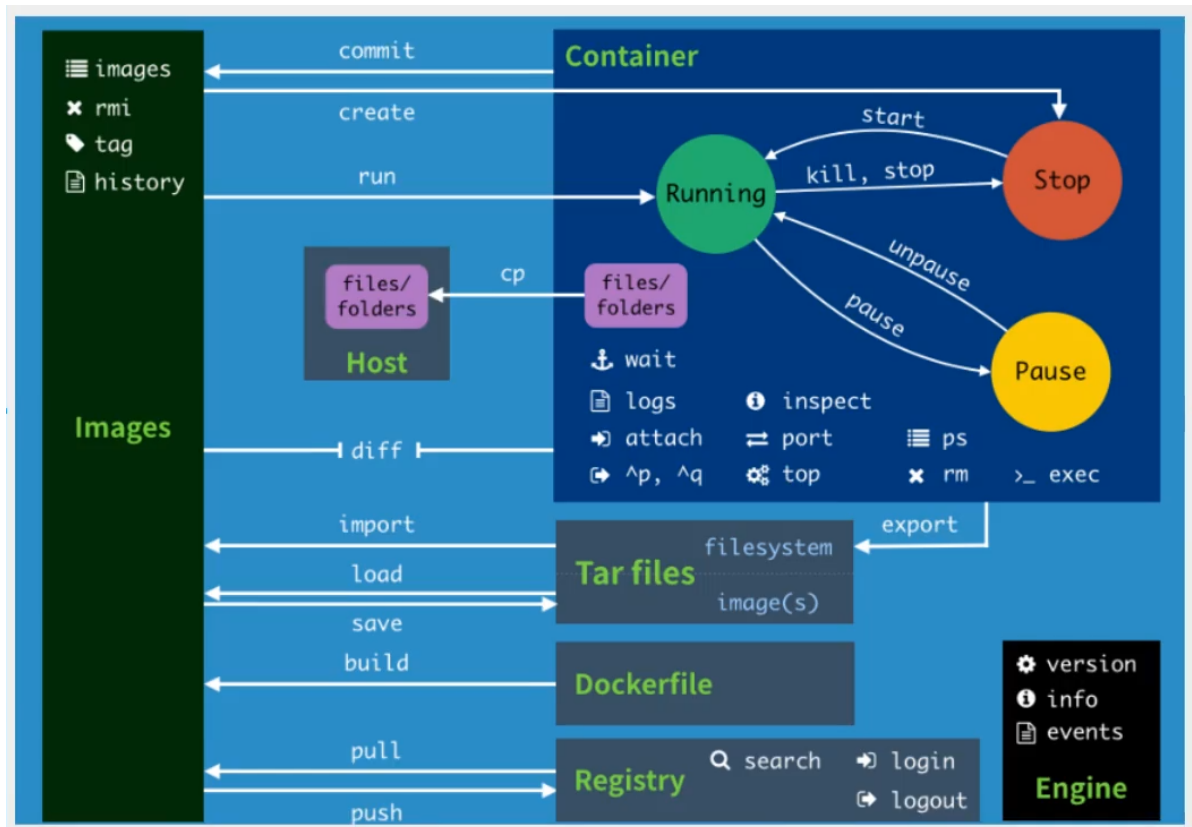 images
rmi
tag
history
Images
commit
create
run
cp
files/
folders
Host
diff
import
load
save
build
pull
push
Container
start
kill, stop
Running
Stop
unpause
pause
Pause
files/
folders
wait
logs
inspect
attach
port
ps
^p, ^q
top
rm
>_ exec
export
Tar files
filesystem
image(s)
Dockerfile
Registry
search
login
logout
version
info
events
Engine